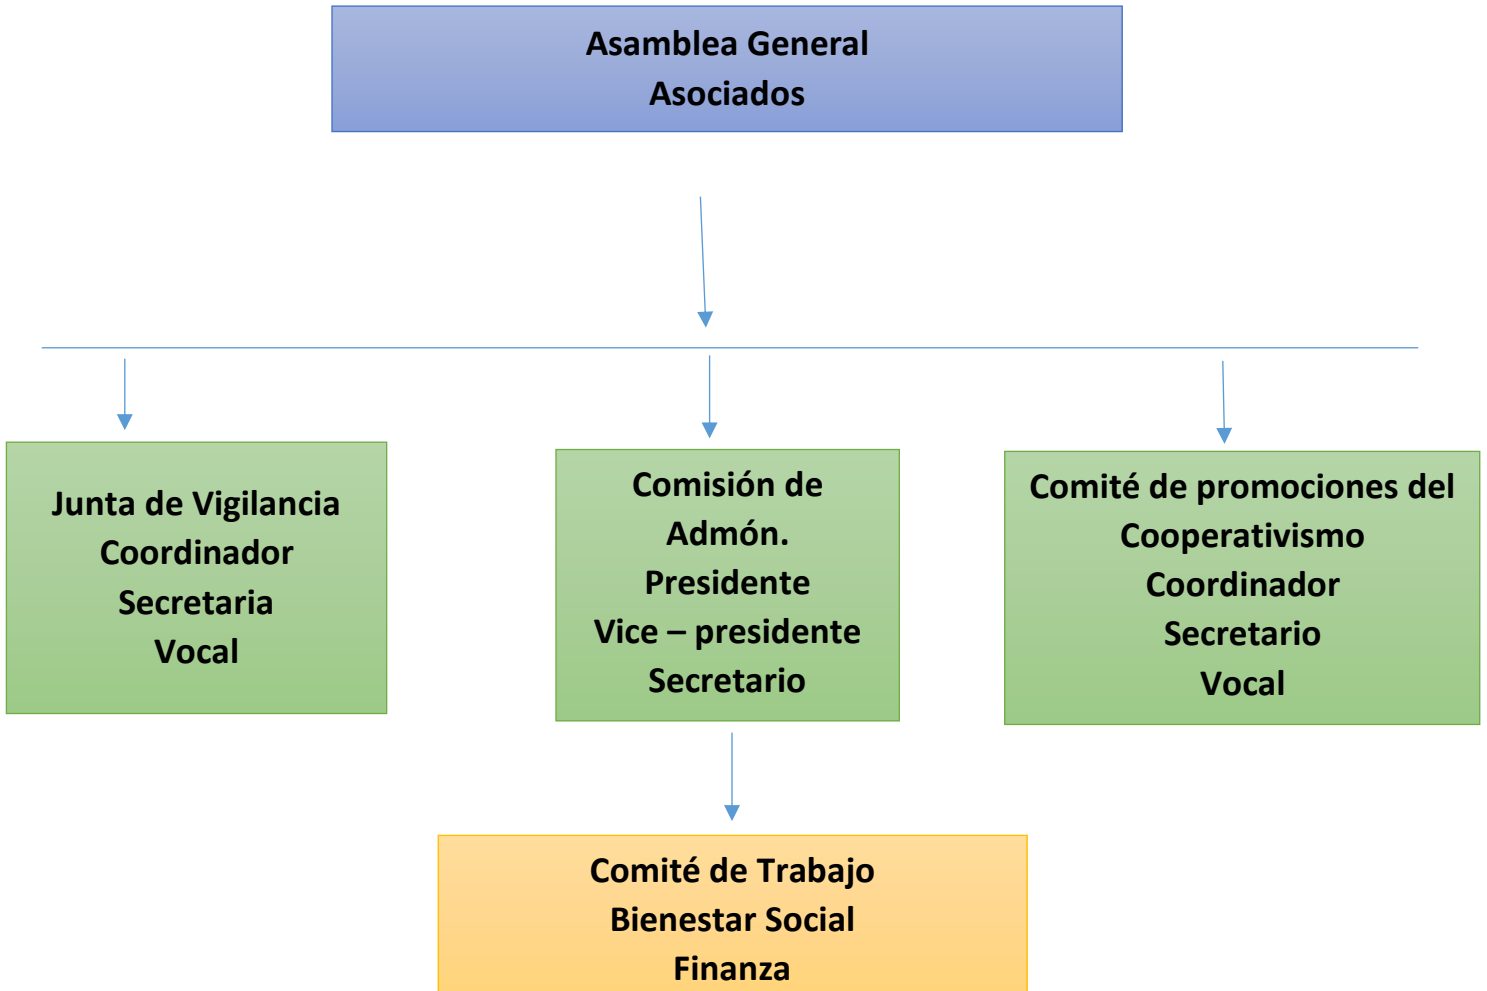 Asamblea General
Asociados
Junta de Vigilancia
Coordinador
Secretaria
Vocal
Comisión de
Admón.
Presidente
Vice – presidente
Secretario
Comité de promociones del
Cooperativismo
Coordinador
Secretario
Vocal
Comité de Trabajo
Bienestar Social
Finanza